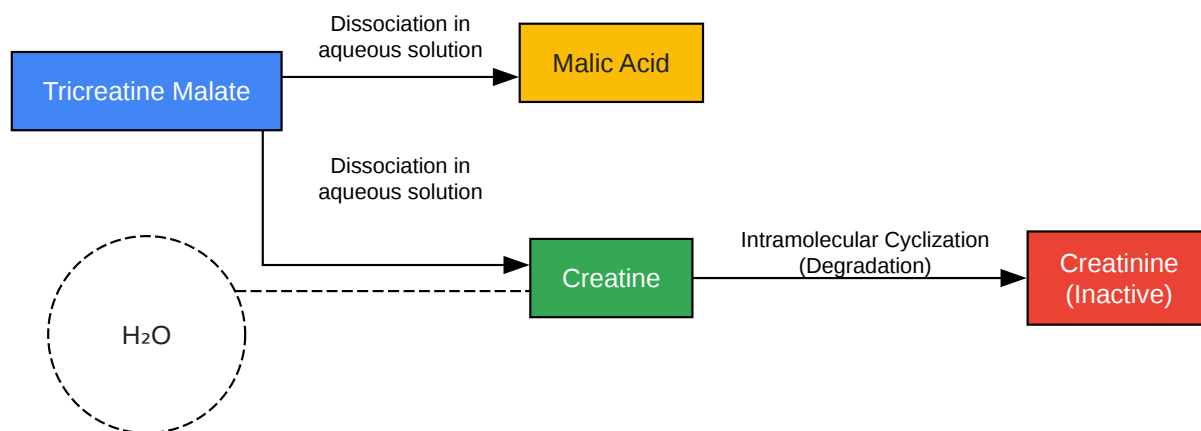 Dissociation in
aqueous solution
Tricreatine Malate
Malic Acid
Dissociation in
aqueous solution
Intramolecular Cyclization
(Degradation)
Creatine
Creatinine
(Inactive)
H₂O